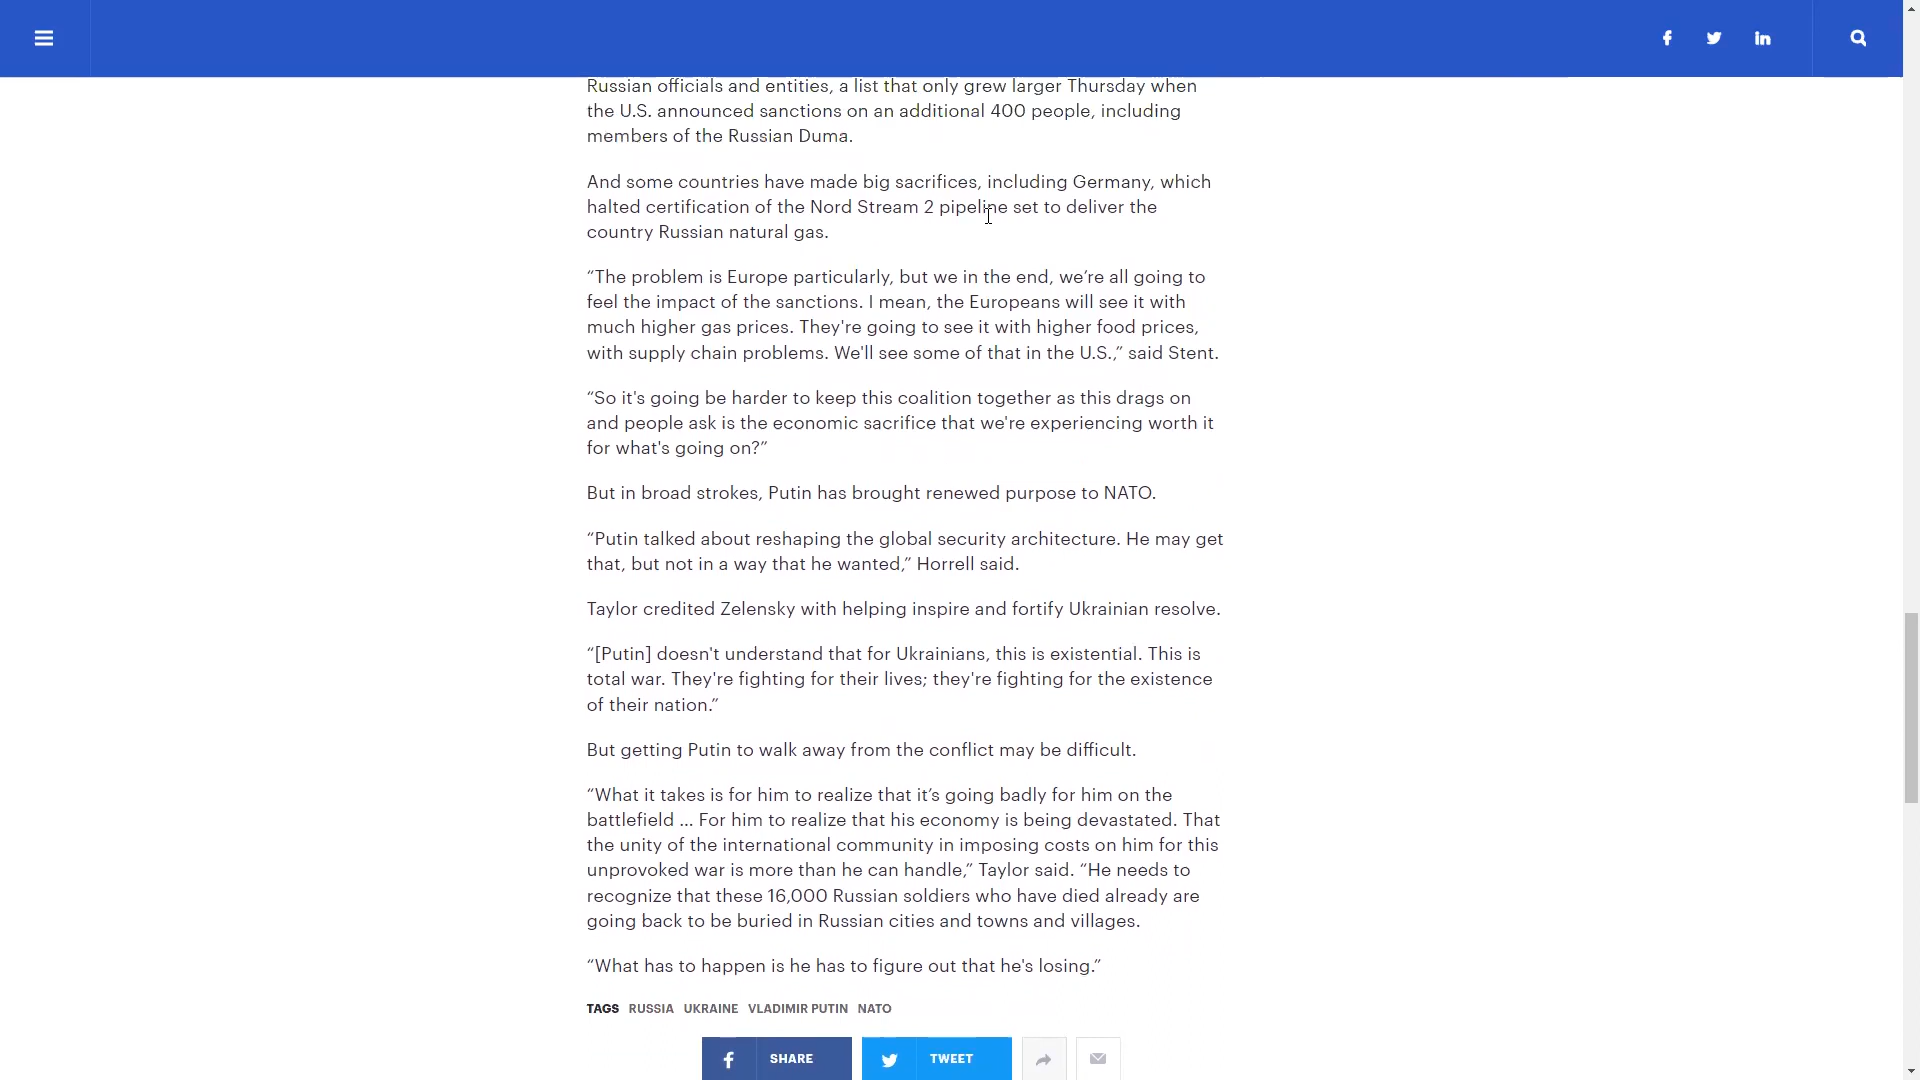 Russian officials and entities, a list that only grew larger Thursday when
the U.S. announced sanctions on an additional 400 people, including
members of the Russian Duma.
And some countries have made big sacrifices, including Germany, which
halted certification of the Nord Stream 2 pipeline set to deliver the
country Russian natural gas.
“The problem is Europe particularly, but we in the end, we’re all going to
feel the impact of the sanctions. I mean, the Europeans will see it with
much higher gas prices. They're going to see it with higher food prices,
with supply chain problems. We'll see some of that in the U.S.,” said Stent.
“So it's going be harder to keep this coalition together as this drags on
and people ask is the economic sacrifice that we're experiencing worth it
for what's going on?”
But in broad strokes, Putin has brought renewed purpose to NATO.
“Putin talked about reshaping the global security architecture. He may get
that, but not in a way that he wanted,” Horrell said.
Taylor credited Zelensky with helping inspire and fortify Ukrainian resolve.
“[Putin] doesn't understand that for Ukrainians, this is existential. This is
total war. They're fighting for their lives; they're fighting for the existence
of their nation.”
But getting Putin to walk away from the conflict may be difficult.
“What it takes is for him to realize that it’s going badly for him on the
battlefield … For him to realize that his economy is being devastated. That
the unity of the international community in imposing costs on him for this
unprovoked war is more than he can handle,” Taylor said. “He needs to
recognize that these 16,000 Russian soldiers who have died already are
going back to be buried in Russian cities and towns and villages.
“What has to happen is he has to figure out that he's losing.”
TAGS RUSSIA UKRAINE VLADIMIR PUTIN NATO
SHARE TWEET